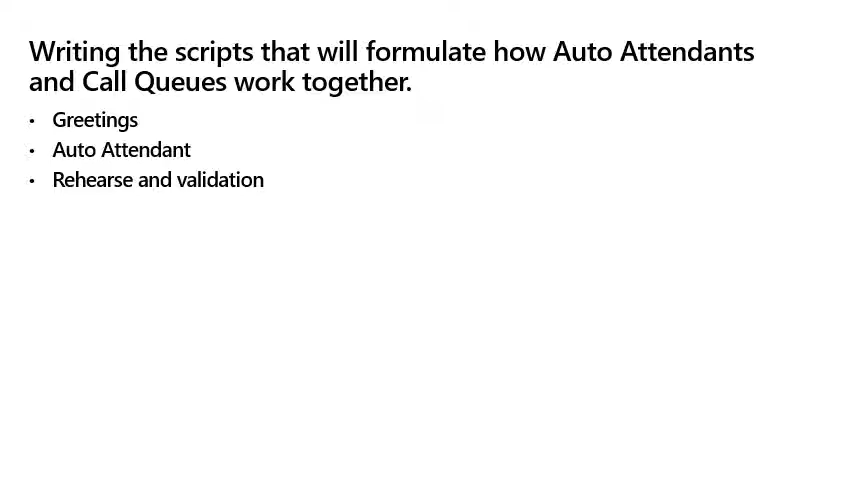 Writing the scripts that will formulate how Auto Attendants
and Call Queues work together.
• Greetings
• Auto Attendant
• Rehearse and validation